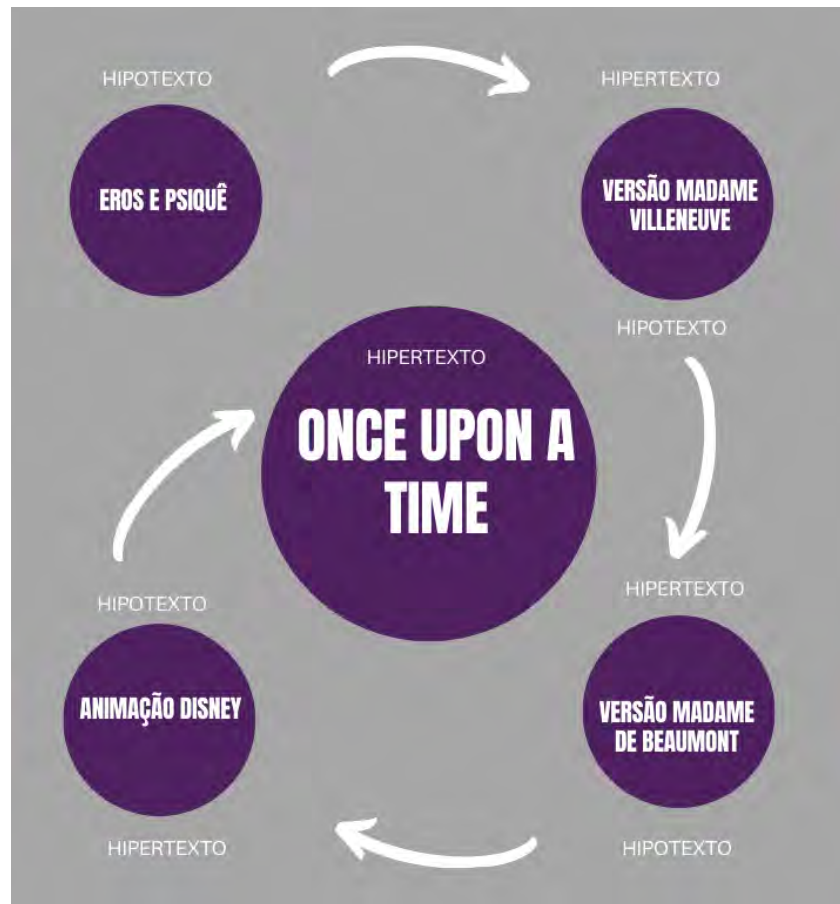 HIPOTEXTO
EROS E PSIQUÊ
HIPERTEXTO
VERSÃO MADAME
VILLENEUVE
HIPOTEXTO
HIPERTEXTO
ONCE UPON A
TIME
HIPERTEXTO
VERSÃO MADAME
DE BEAUMONT
HIPOTEXTO
HIPOTEXTO
ANIMAÇÃO DISNEY
HIPERTEXTO